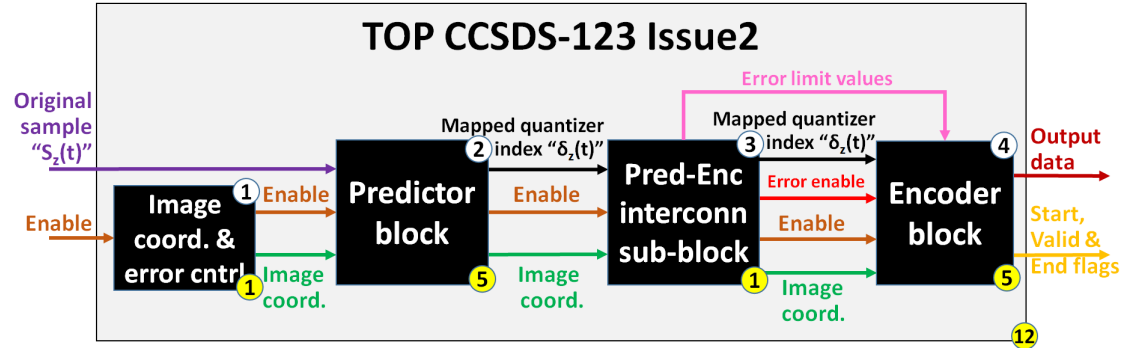 TOP CCSDS-123 Issue2
Error limit values
Original
sample
"Sz(t)"
Mapped quantizer
index "δz(t)"
Mapped quantizer
index "δz(t)"
Output
data
1
2
3
4
Enable
Image
coord. &
error cntrl
1
Enable
Image
coord.
Predictor
block
5
Enable
Image
coord.
Pred-Enc
interconn
sub-block
1
Error enable
Enable
Image
coord.
Encoder
block
5
Start,
Valid &
End flags
12